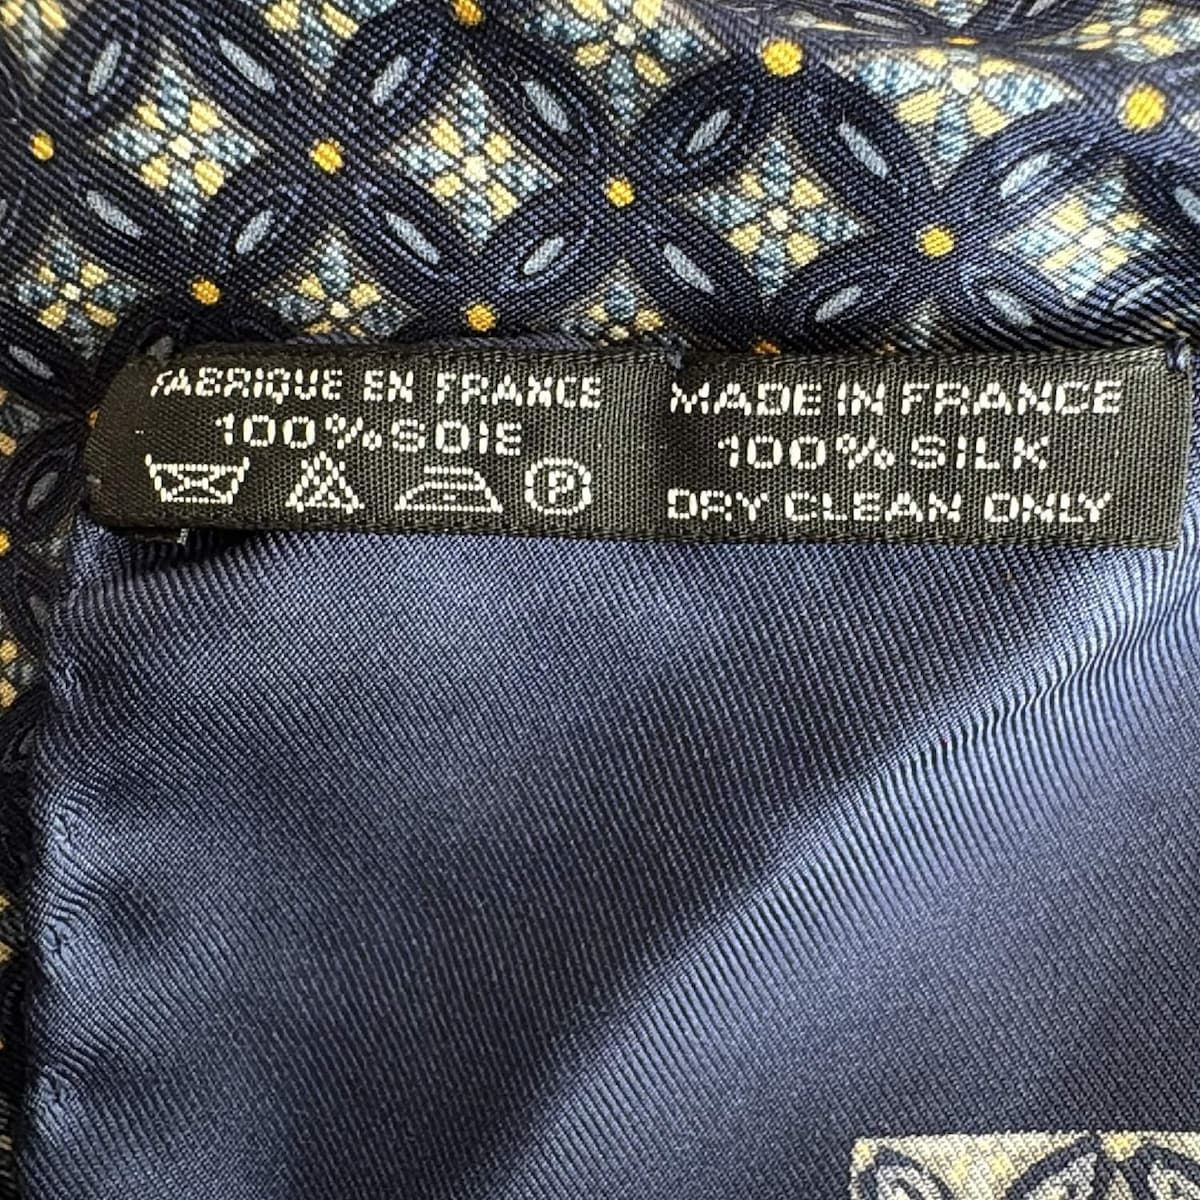 FABRIQUE EN FRANCE
100% SOIE
P
MADE IN FRANCE
100% SILK
DRY CLEAN ONLY